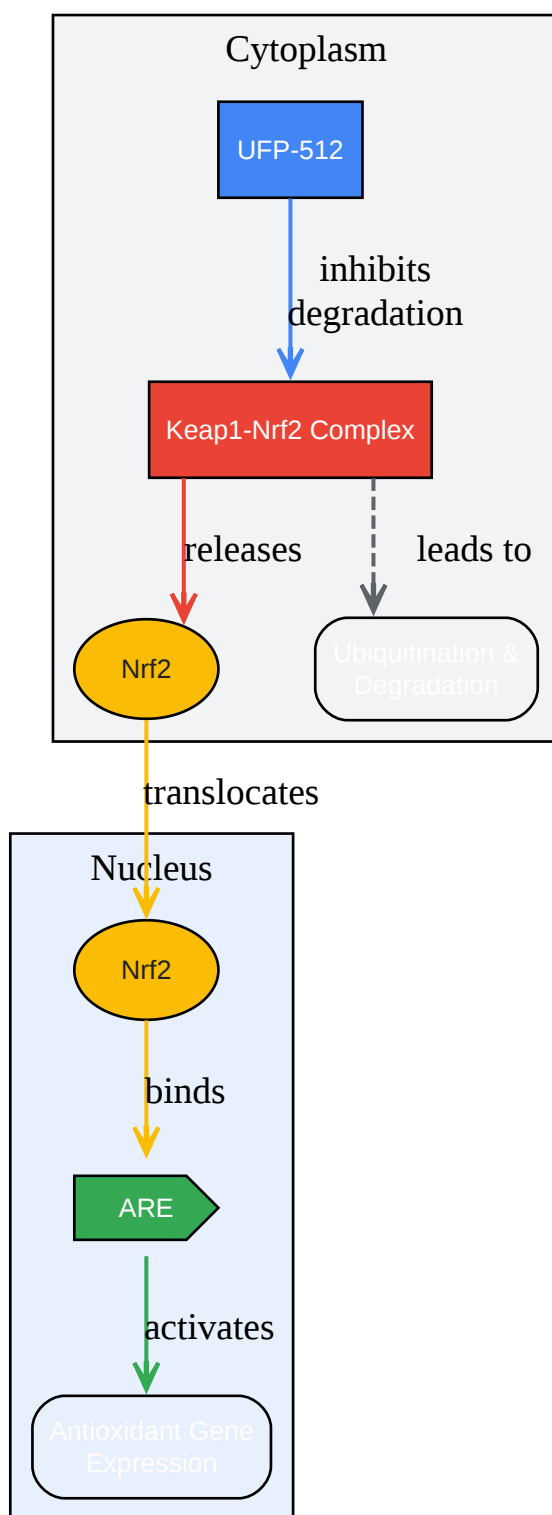 Cytoplasm
UFP-512
inhibits
degradation
Keap1-Nrf2 Complex
releases
leads to
Nrf2
Ubiquitination &
Degradation
translocates
Nucleus
Nrf2
binds
ARE
activates
Antioxidant Gene
Expression